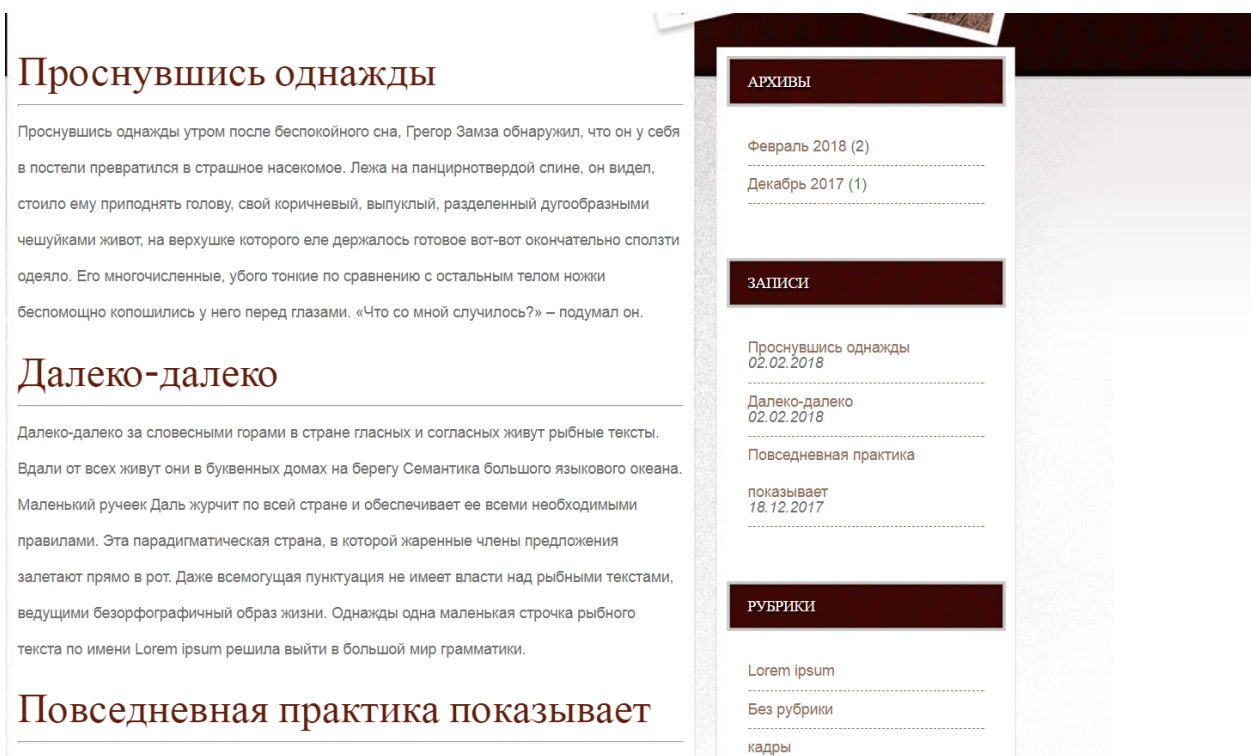 Проснувшись однажды
Проснувшись однажды утром после беспокойного сна, Грегор Замза обнаружил, что он у себя
в постели превратился в страшное насекомое. Лежа на панцирнотвердой спине, он видел,
стоило ему приподнять голову, свой коричневый, выпуклый, разделенный дугообразными
чешуйками живот, на верхушке которого еле держалось готовое вот-вот окончательно сползти
одеяло. Его многочисленные, убого тонкие по сравнению с остальным телом ножки
беспомощно копошились у него перед глазами. «Что со мной случилось?» – подумал он.
Далеко-далеко
Далеко-далеко за словесными горами в стране гласных и согласных живут рыбные тексты.
Вдали от всех живут они в буквенных домах на берегу Семантика большого языкового океана.
Маленький ручеек Даль журчит по всей стране и обеспечивает ее всеми необходимыми
правилами. Эта парадигматическая страна, в которой жаренные члены предложения
залетают прямо в рот. Даже всемогущая пунктуация не имеет власти над рыбными текстами,
ведущими безорфографичный образ жизни. Однажды одна маленькая строчка рыбного
текста по имени Lorem ipsum решила выйти в большой мир грамматики.
Повседневная практика показывает
АРХИВЫ
Февраль 2018 (2)
Декабрь 2017 (1)
ЗАПИСИ
Проснувшись однажды
02.02.2018
Далеко-далеко
02.02.2018
Повседневная практика
показывает
18.12.2017
РУБРИКИ
Lorem ipsum
Без рубрики
кадры